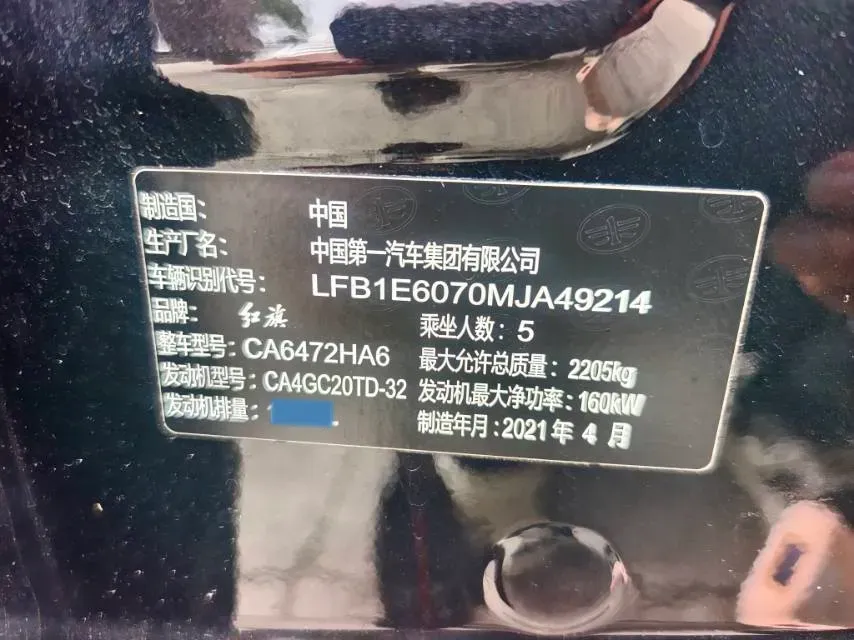 制造国: 中国
生产厂名: 中国第一汽车集团有限公司
车辆识别代号: LFB1E6070MJA49214
品牌: 红旗 乘坐人数: 5
整车型号: CA6472HA6 最大允许总质量: 2205kg
发动机型号: CA4GC20TD-32 发动机最大净功率: 160kW
发动机排量: 制造年月: 2021年 4 月